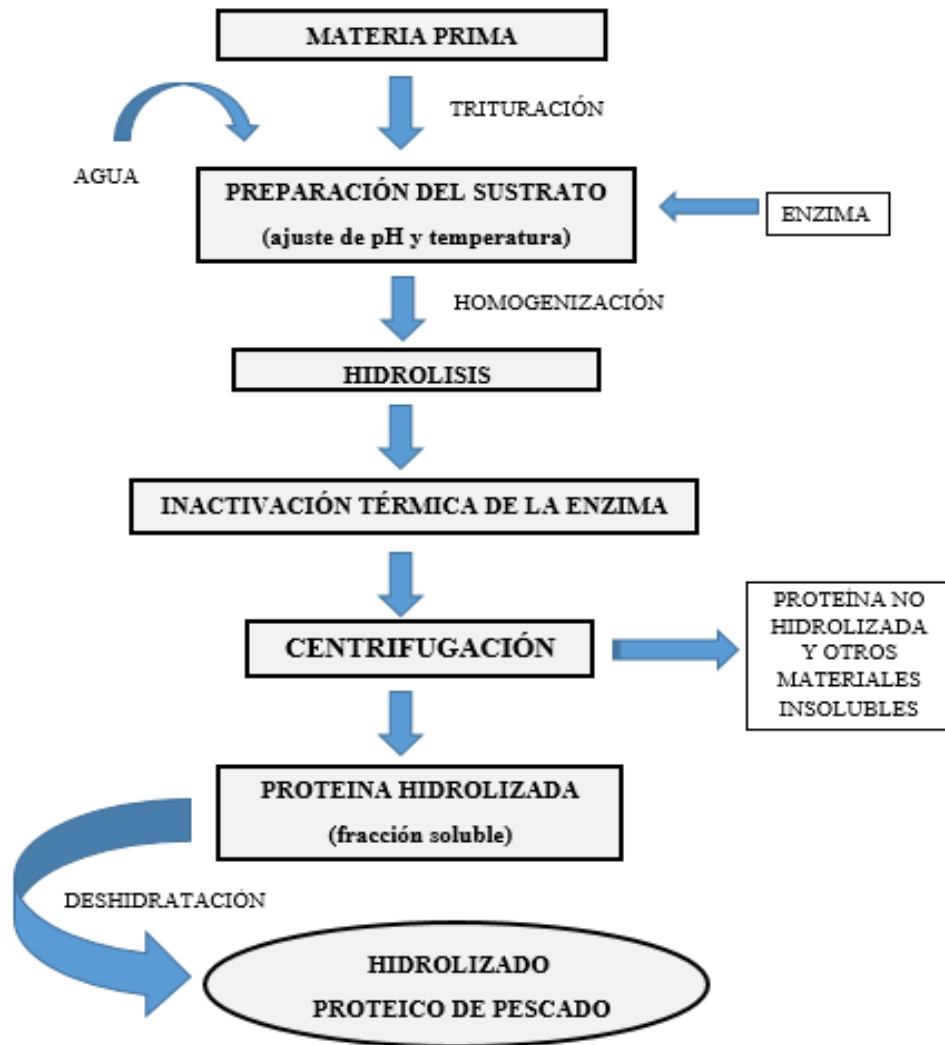 MATERIA PRIMA
TRITURACIÓN
AGUA
PREPARACIÓN DEL SUSTRATO
(ajuste de pH y temperatura)
ENZIMA
HOMOGENIZACIÓN
HIDROLISIS
INACTIVACIÓN TÉRMICA DE LA ENZIMA
CENTRIFUGACIÓN
PROTEÍNA NO
HIDROLIZADA
Y OTROS
MATERIALES
INSOLUBLES
PROTEINA HIDROLIZADA
(fracción soluble)
DESHIDRATACIÓN
HIDROLIZADO
PROTEICO DE PESCADO